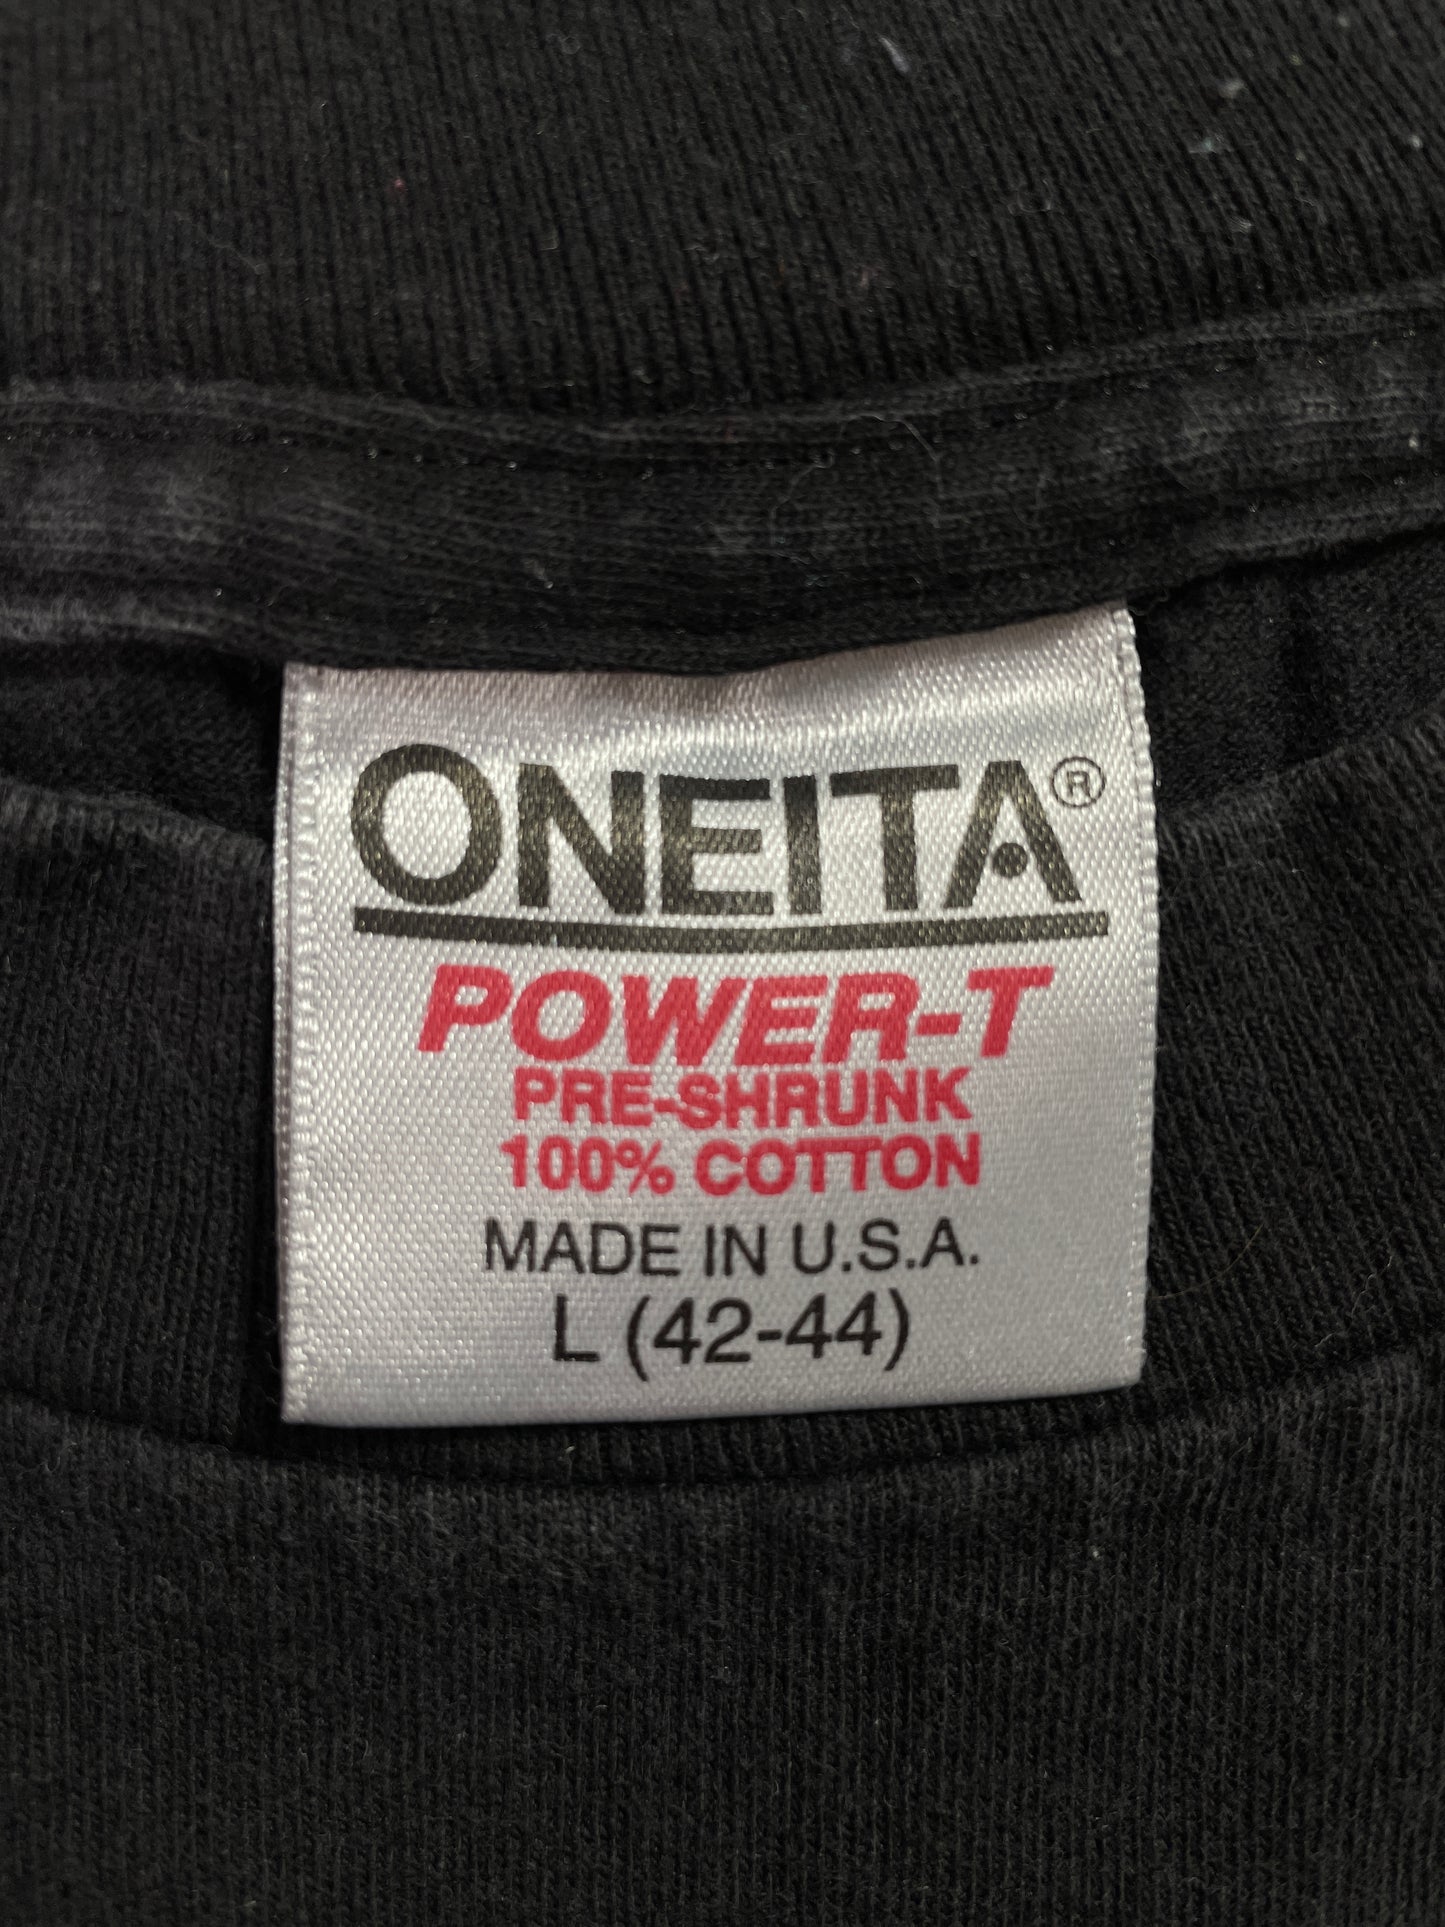 ONEITA®
POWER-T
PRE-SHRUNK
100% COTTON
MADE IN U.S.A.
L (42-44)